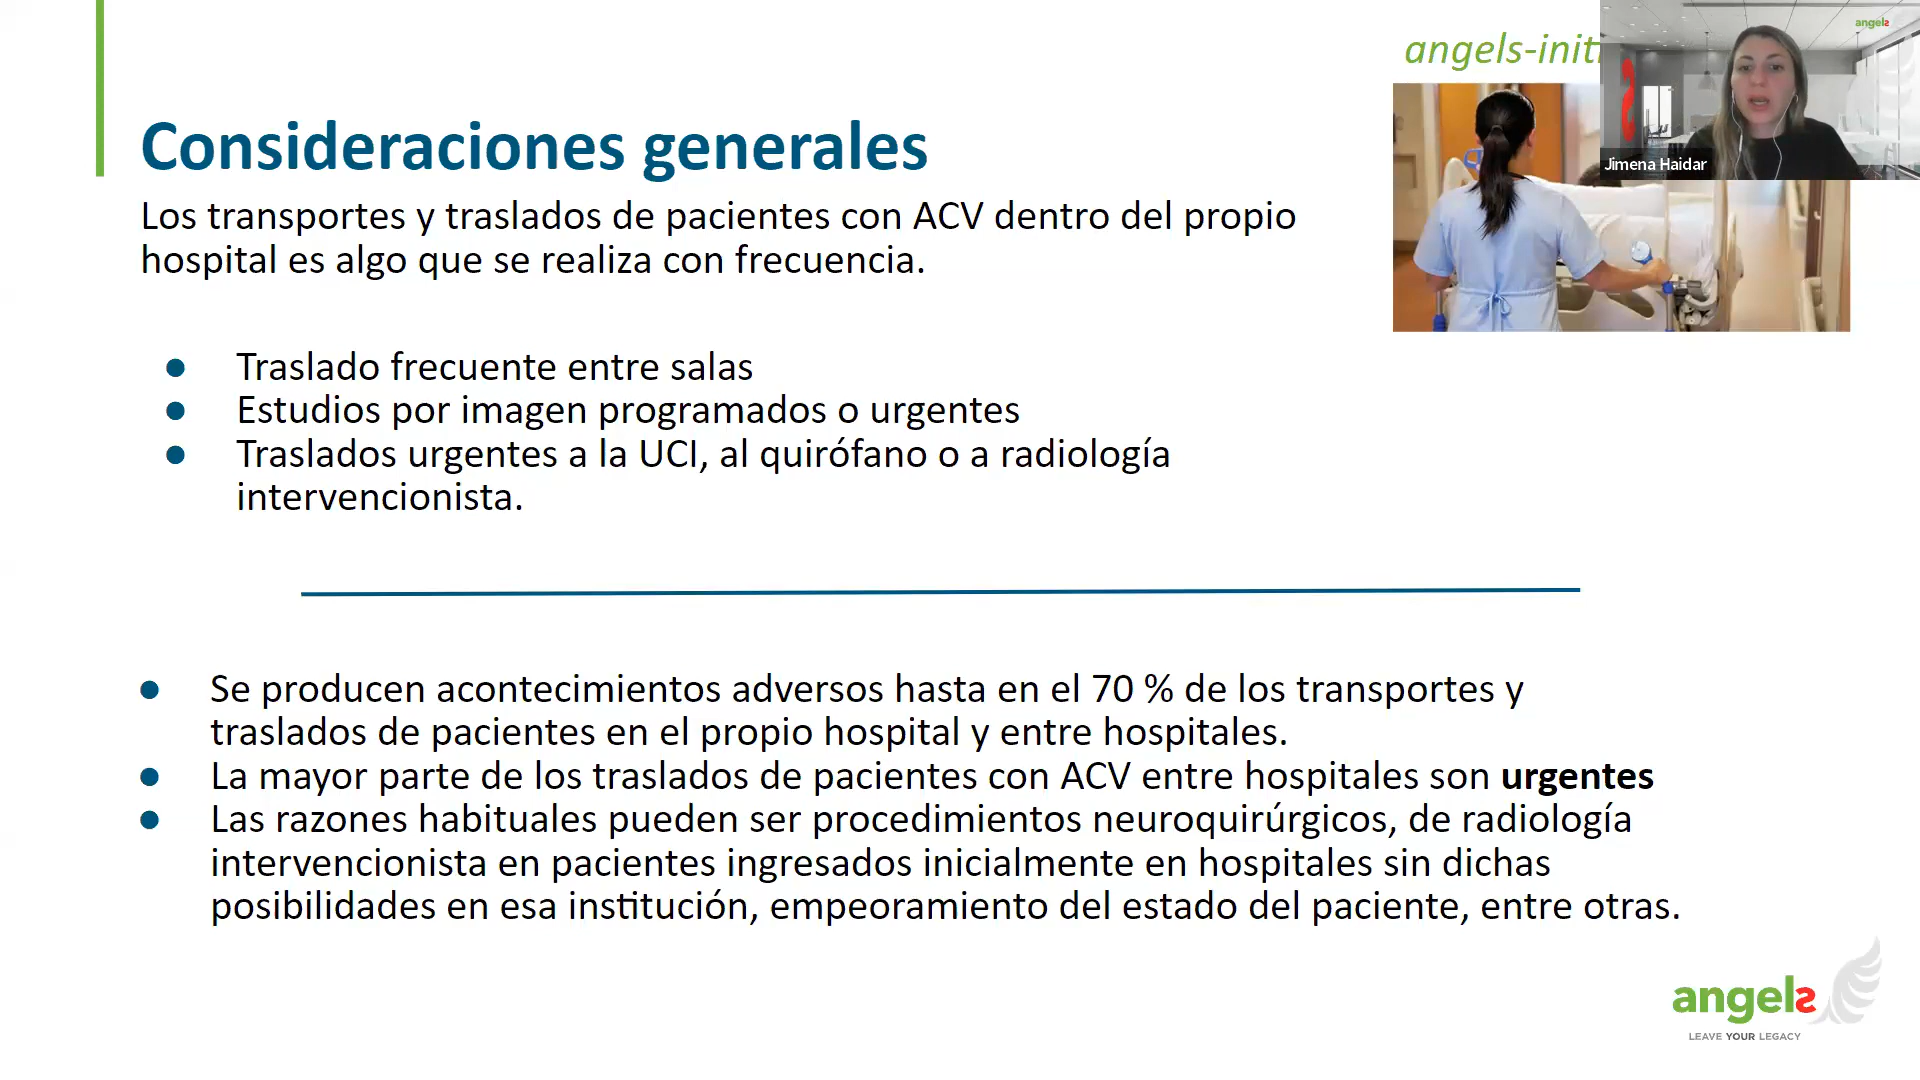 angels-init
angels
Jimena Haidar
Consideraciones generales
Los transportes y traslados de pacientes con ACV dentro del propio
hospital es algo que se realiza con frecuencia.
● Traslado frecuente entre salas
● Estudios por imagen programados o urgentes
● Traslados urgentes a la UCI, al quirófano o a radiología
intervencionista.
● Se producen acontecimientos adversos hasta en el 70 % de los transportes y
traslados de pacientes en el propio hospital y entre hospitales.
● La mayor parte de los traslados de pacientes con ACV entre hospitales son urgentes
● Las razones habituales pueden ser procedimientos neuroquirúrgicos, de radiología
intervencionista en pacientes ingresados inicialmente en hospitales sin dichas
posibilidades en esa institución, empeoramiento del estado del paciente, entre otras.
angels
LEAVE YOUR LEGACY